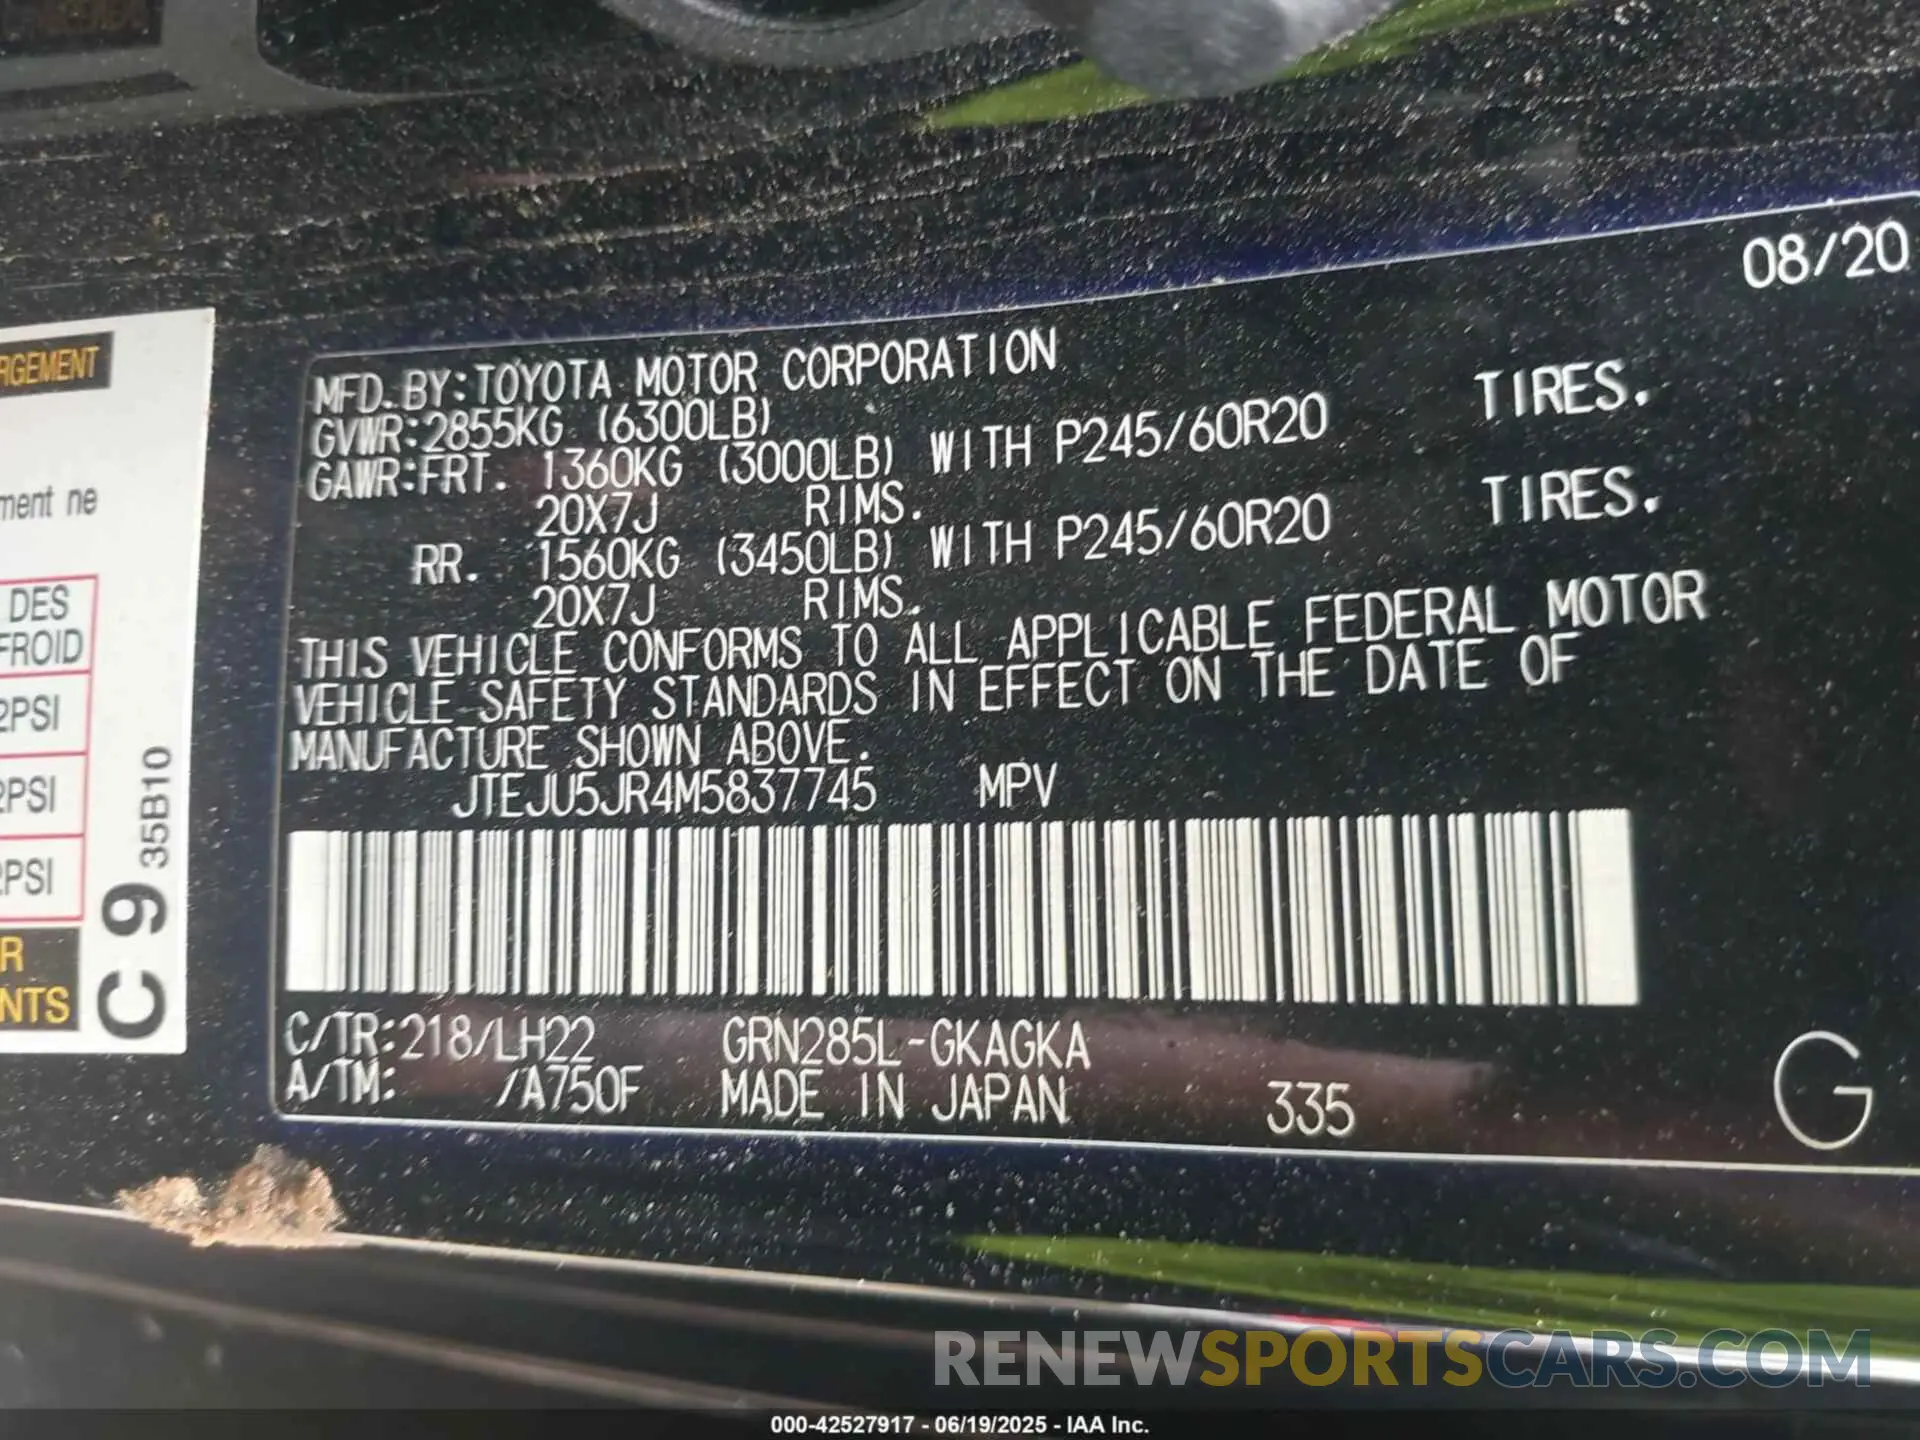 08/20
MFD. BY: TOYOTA MOTOR CORPORATION
GVWR: 2855KG (6300LB)
GAWR: FRT. 1360KG (3000LB) WITH P245/60R20 TIRES.
20X7J RIMS.
RR. 1560KG (3450LB) WITH P245/60R20 TIRES.
20X7J RIMS.
THIS VEHICLE CONFORMS TO ALL APPLICABLE FEDERAL MOTOR
VEHICLE SAFETY STANDARDS IN EFFECT ON THE DATE OF
MANUFACTURE SHOWN ABOVE.
JTEJU5JR4M5837745 MPV
C/TR: 218/LH22 GRN285L-GKAGKA
A/TM: /A750F MADE IN JAPAN 335
G
RGEMENT
ment ne
DES
FROID
2PSI
2PSI
2PSI
R
NTS
C 9 35B10
RENEWSPORTSCARS.COM
000-42527917 - 06/19/2025 - IAA Inc.